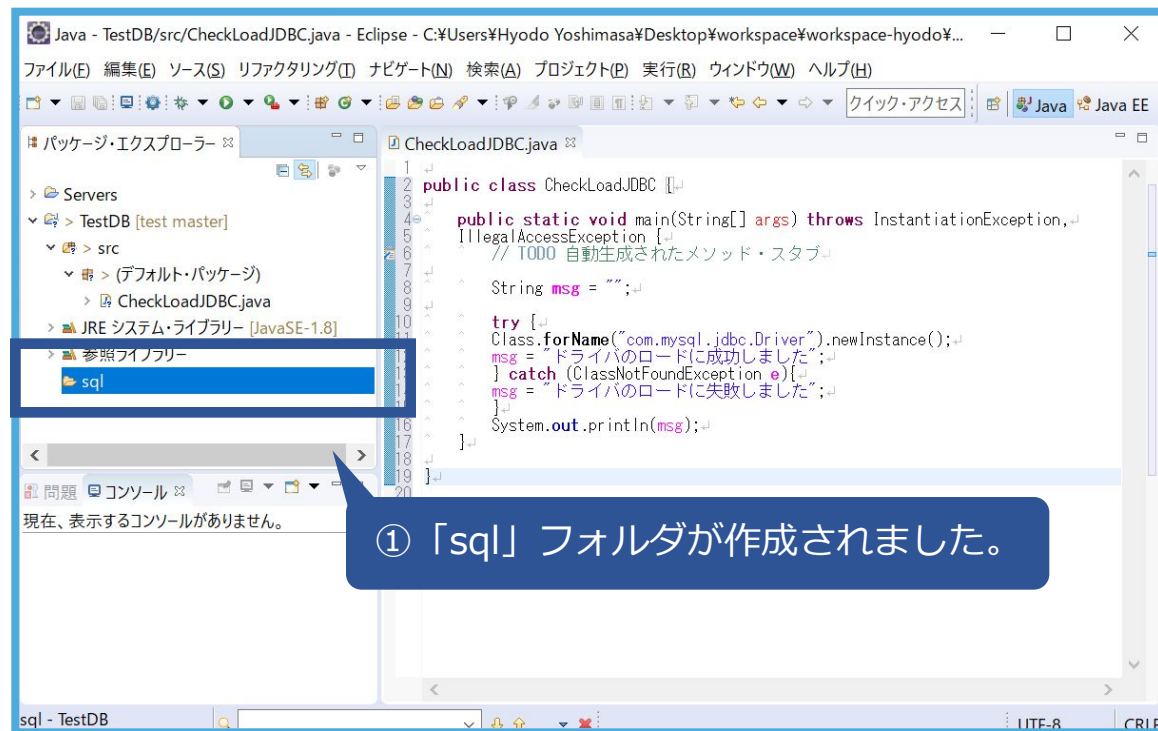 Java - TestDB/src/CheckLoadJDBC.java - Eclipse - C:¥Users¥Hyodo Yoshimasa¥Desktop¥workspace¥workspace-hyodo¥...
ファイル(F) 編集(E) ソース(S) リファクタリング(T) ナビゲート(N) 検索(A) プロジェクト(P) 実行(R) ウィンドウ(W) ヘルプ(H)
クイック・アクセス Java Java EE
パッケージ・エクスプローラー
> Servers
> TestDB [test master]
> src
> (デフォルト・パッケージ)
> CheckLoadJDBC.java
> JRE システム・ライブラリー [JavaSE-1.8]
> 参照ライブラリー
sql
CheckLoadJDBC.java
1
2 public class CheckLoadJDBC {
3
4 public static void main(String[] args) throws InstantiationException,
5 IllegalAccessException {
6 // TODO 自動生成されたメソッド・スタブ
7
8 String msg = "";
9
10 try {
11 Class.forName("com.mysql.jdbc.Driver").newInstance();
msg = "ドライバのロードに成功しました";
} catch (ClassNotFoundException e){
msg = "ドライバのロードに失敗しました";
}
16 System.out.println(msg);
17 }
18
19 }
20
問題 コンソール
現在、表示するコンソールがありません。
①「sql」フォルダが作成されました。
sql - TestDB
UTF-8 CRLF